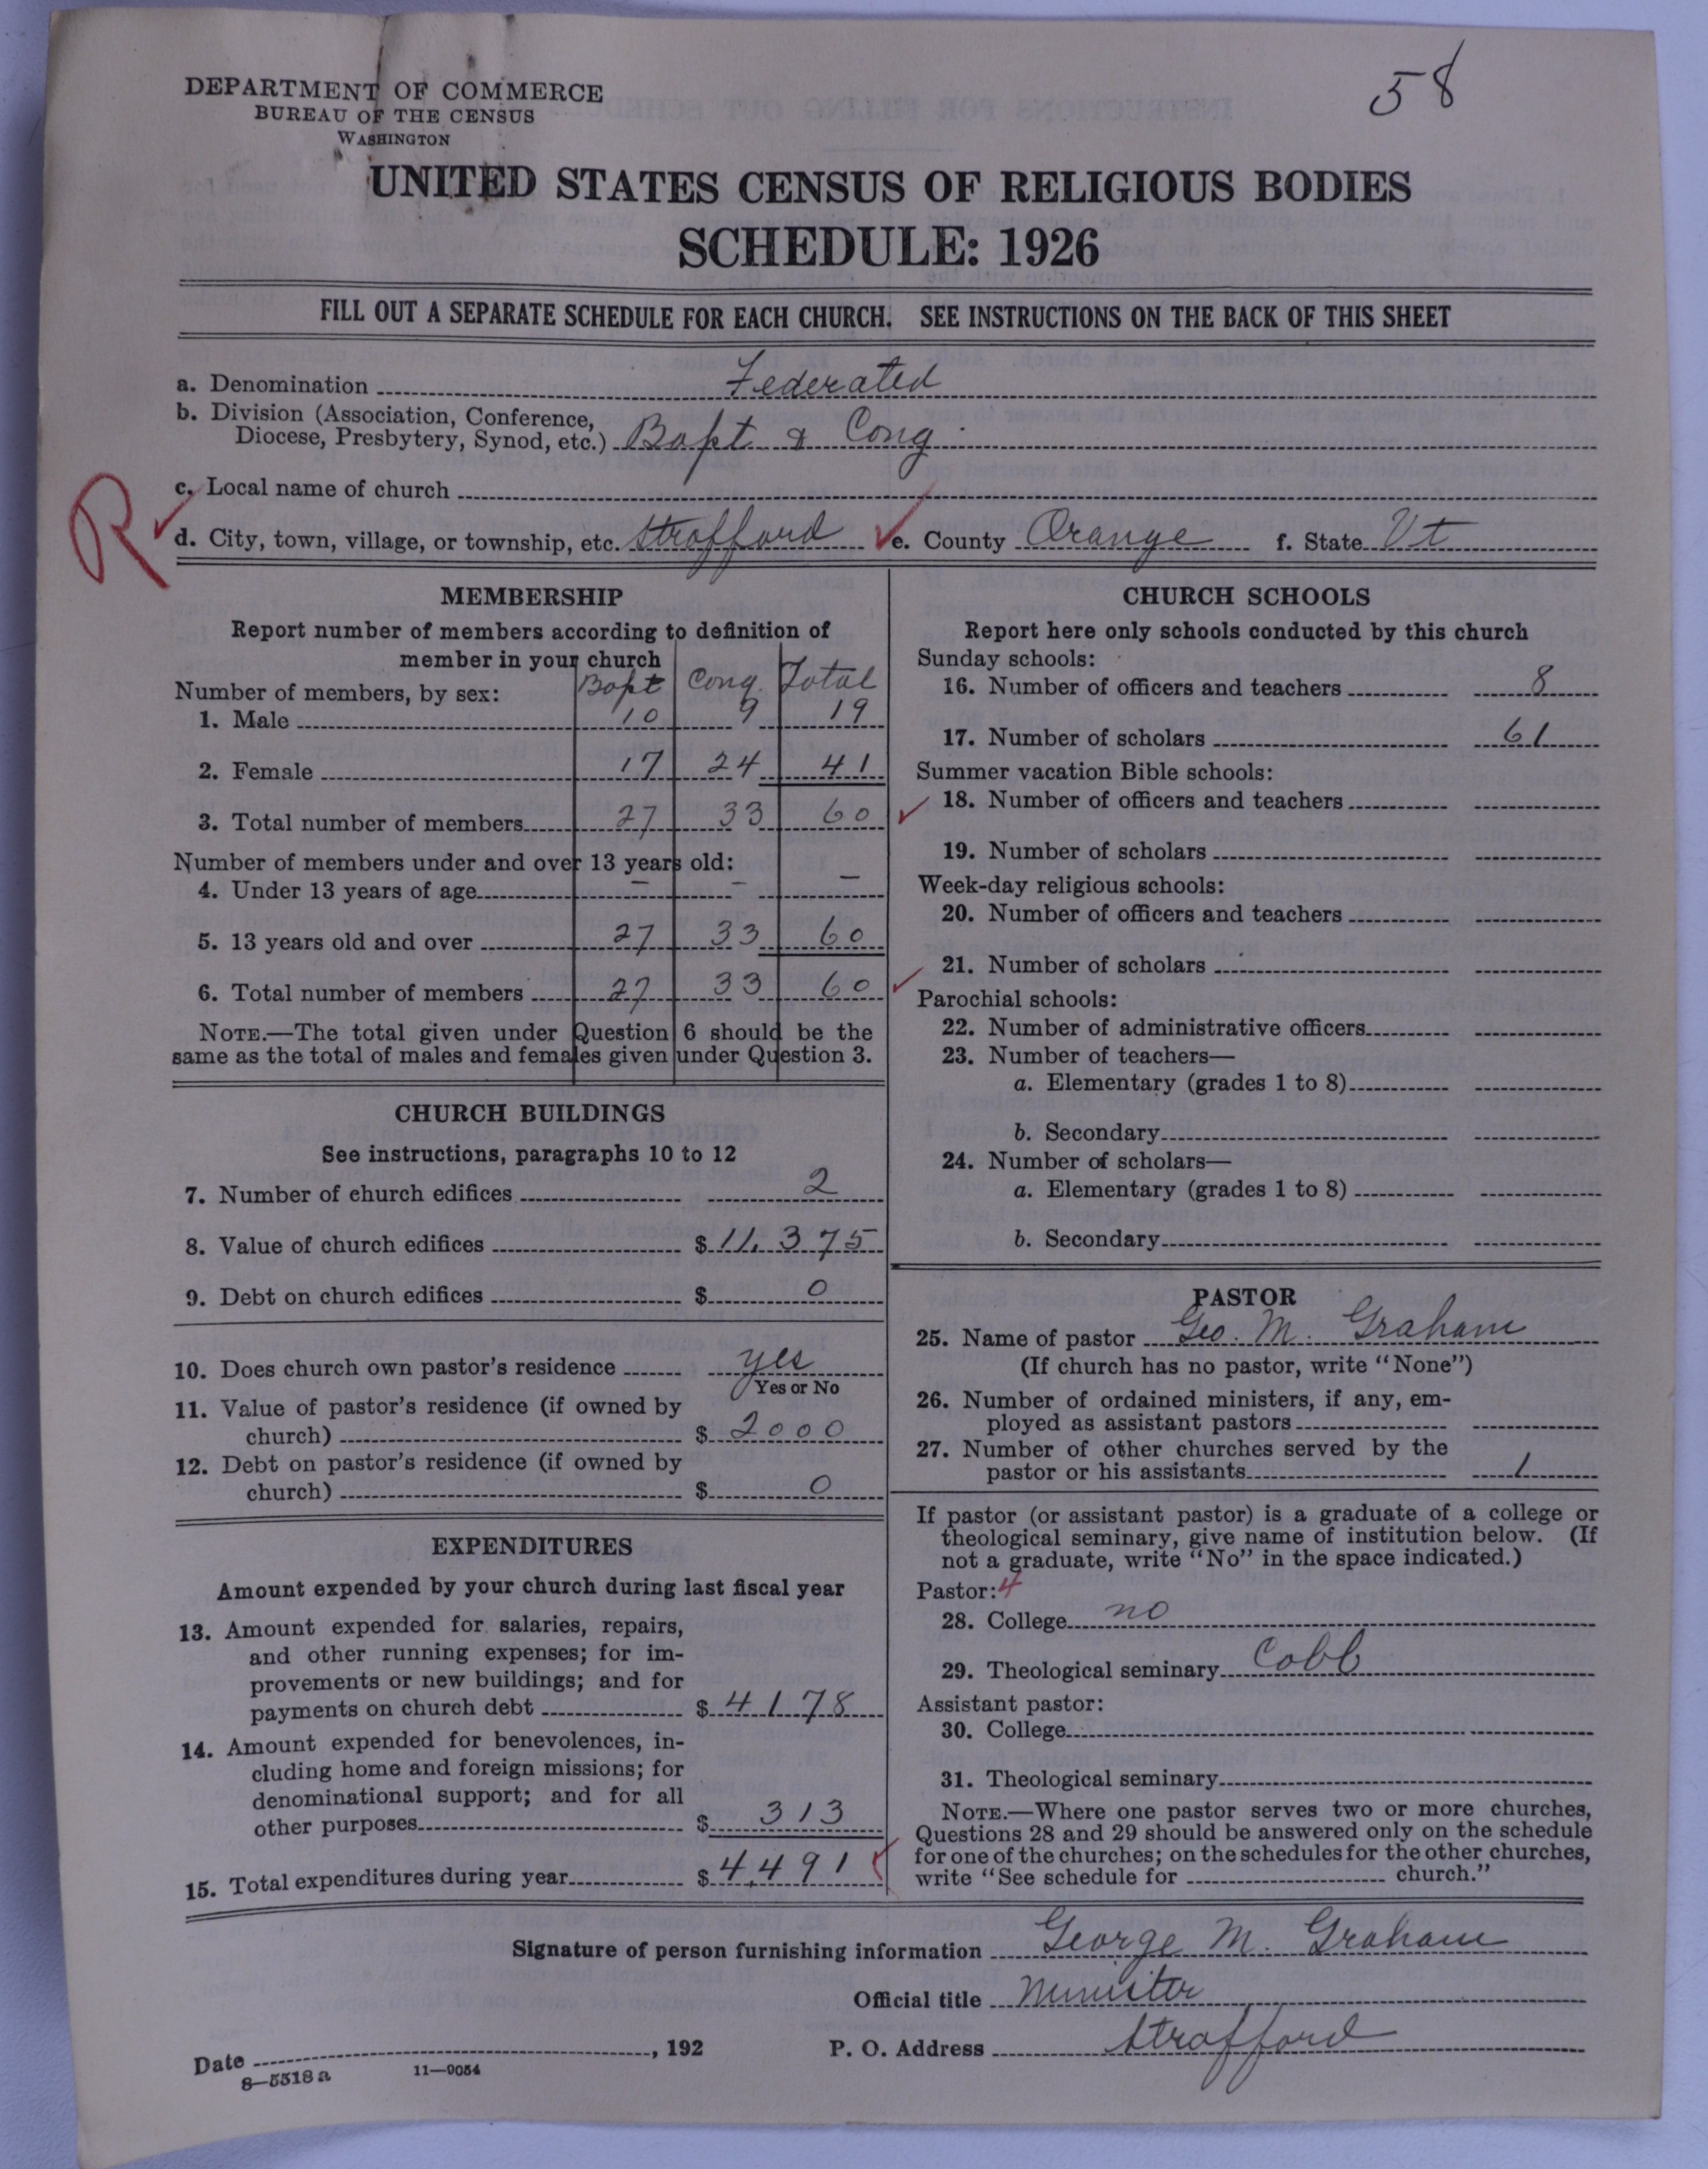 58
DEPARTMENT OF COMMERCE
BUREAU OF THE CENSUS
WASHINGTON
UNITED STATES CENSUS OF RELIGIOUS BODIES
SCHEDULE: 1926
FILL OUT A SEPARATE SCHEDULE FOR EACH CHURCH. SEE INSTRUCTIONS ON THE BACK OF THIS SHEET
a. Denomination Federated
b. Division (Association, Conference,
Diocese, Presbytery, Synod, etc.) Bapt & Cong
R
c. Local name of church
d. City, town, village, or township, etc. Strafford e. County Orange f. State Vt
MEMBERSHIP
Report number of members according to definition of
member in your church
Number of members, by sex: Bapt Cong. Total
1. Male 10 9 19
2. Female 17 24 41
3. Total number of members 27 33 60
Number of members under and over 13 years old:
4. Under 13 years of age – – –
5. 13 years old and over 27 33 60
6. Total number of members 27 33 60
NOTE.—The total given under Question 6 should be the
same as the total of males and females given under Question 3.
CHURCH BUILDINGS
See instructions, paragraphs 10 to 12
7. Number of church edifices 2
8. Value of church edifices $11,375
9. Debt on church edifices $0
10. Does church own pastor's residence yes
Yes or No
11. Value of pastor's residence (if owned by
church) $2000
12. Debt on pastor's residence (if owned by
church) $0
EXPENDITURES
Amount expended by your church during last fiscal year
13. Amount expended for salaries, repairs,
and other running expenses; for im-
provements or new buildings; and for
payments on church debt $4178
14. Amount expended for benevolences, in-
cluding home and foreign missions; for
denominational support; and for all
other purposes $313
15. Total expenditures during year $4,491
CHURCH SCHOOLS
Report here only schools conducted by this church
Sunday schools:
16. Number of officers and teachers 8
17. Number of scholars 61
Summer vacation Bible schools:
18. Number of officers and teachers
19. Number of scholars
Week-day religious schools:
20. Number of officers and teachers
21. Number of scholars
Parochial schools:
22. Number of administrative officers
23. Number of teachers—
a. Elementary (grades 1 to 8)
b. Secondary
24. Number of scholars—
a. Elementary (grades 1 to 8)
b. Secondary
PASTOR
25. Name of pastor Geo. M. Graham
(If church has no pastor, write "None")
26. Number of ordained ministers, if any, em-
ployed as assistant pastors
27. Number of other churches served by the
pastor or his assistants 1
If pastor (or assistant pastor) is a graduate of a college or
theological seminary, give name of institution below. (If
not a graduate, write "No" in the space indicated.)
Pastor: 4
28. College no
29. Theological seminary Cobb
Assistant pastor:
30. College
31. Theological seminary
NOTE.—Where one pastor serves two or more churches,
Questions 28 and 29 should be answered only on the schedule
for one of the churches; on the schedules for the other churches,
write "See schedule for church."
Signature of person furnishing information George M. Graham
Official title Minister
Date , 192 P. O. Address Strafford
8—5518a 11—9054